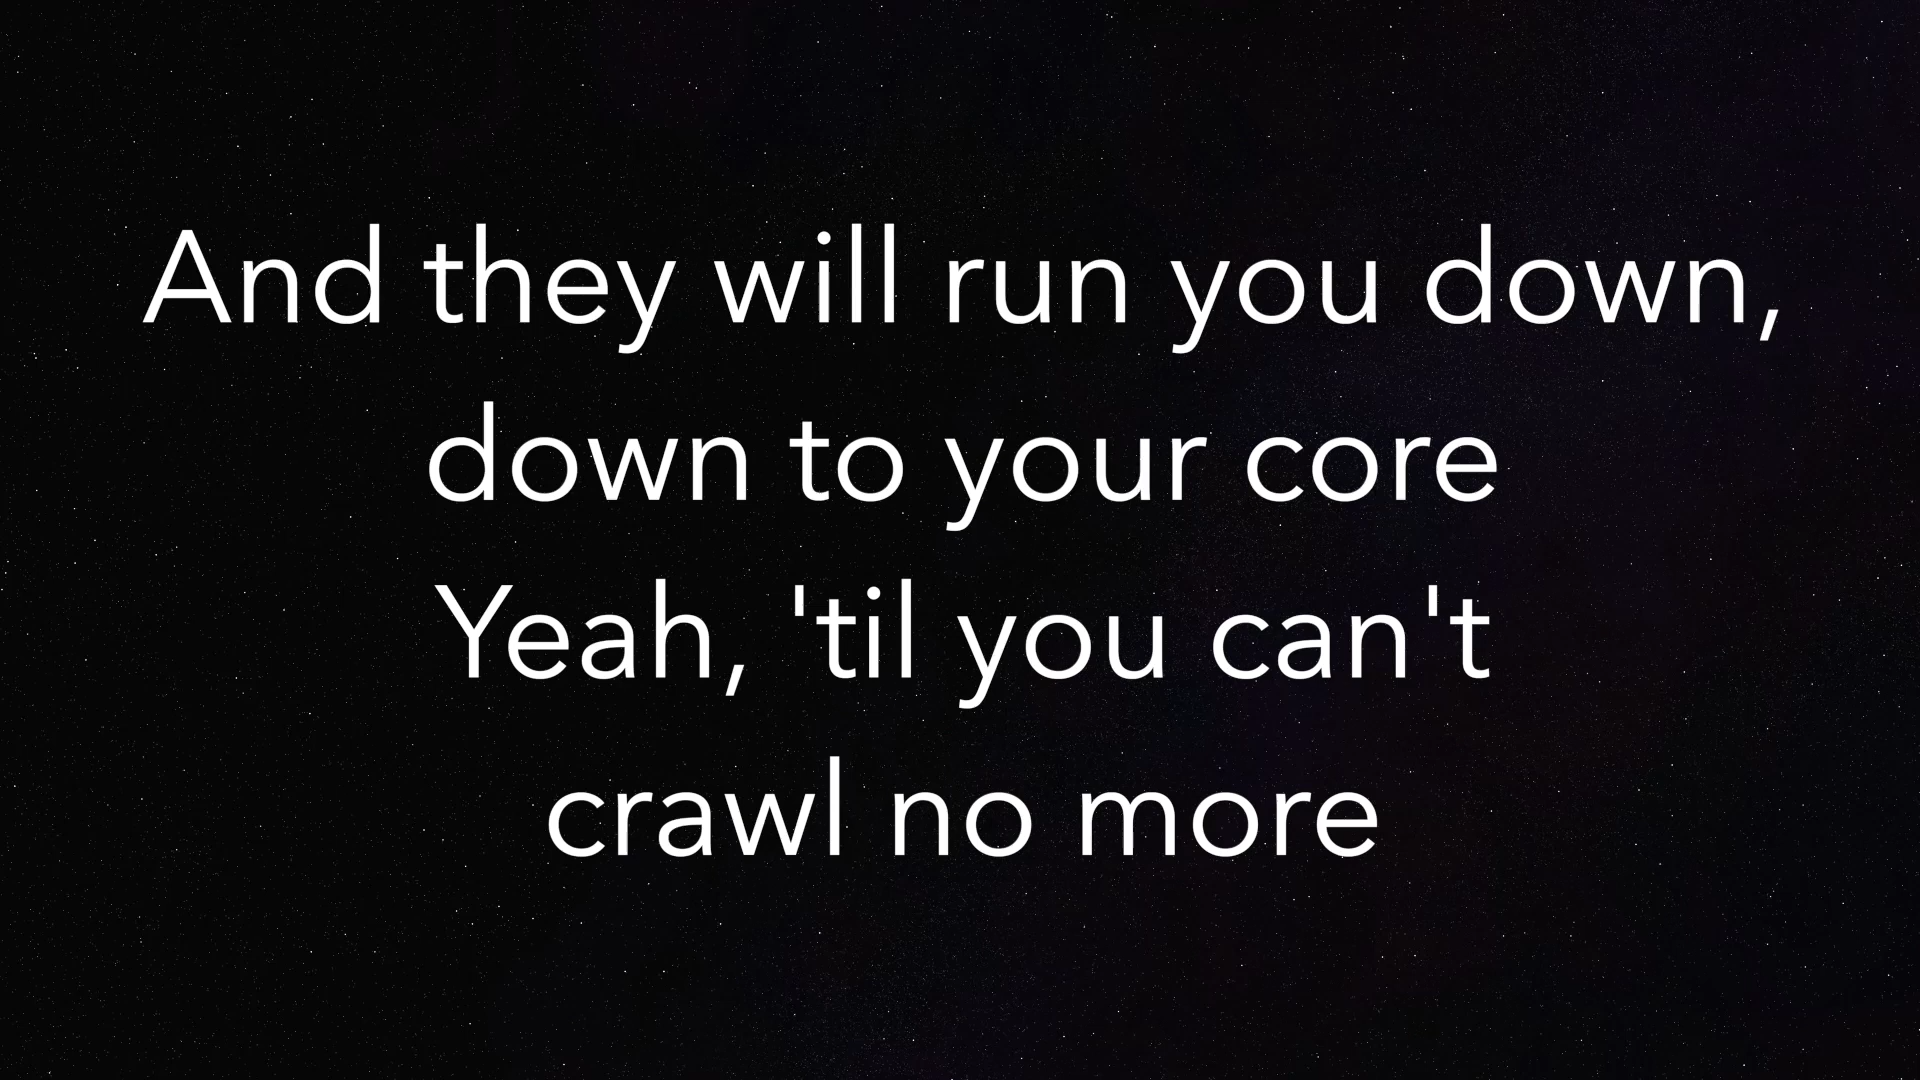 And they will run you down,
down to your core
Yeah, 'til you can't
crawl no more